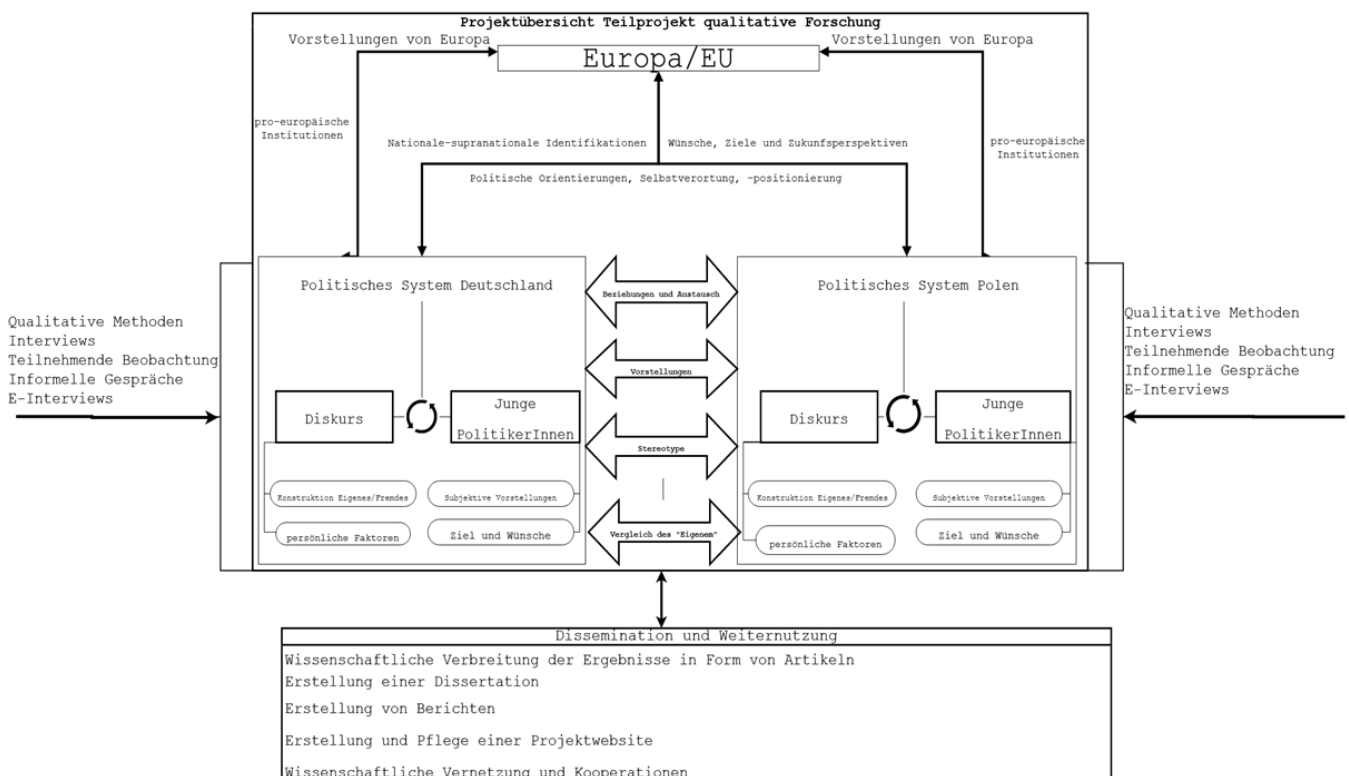 Projektübersicht Teilprojekt qualitative Forschung
Vorstellungen von Europa
Europa/EU
Vorstellungen von Europa
pro-europäische
Institutionen
Nationale-supranationale Identifikationen
Wünsche, Ziele und Zukunfsperspektiven
pro-europäische
Institutionen
Politische Orientierungen, Selbstverortung, -positionierung
Qualitative Methoden
Interviews
Teilnehmende Beobachtung
Informelle Gespräche
E-Interviews
Politisches System Deutschland
Diskurs
Junge
PolitikerInnen
Konstruktion Eigenes/Fremdes
Subjektive Vorstellungen
persönliche Faktoren
Ziel und Wünsche
Beziehungen und Austausch
Vorstellungen
Stereotype
Vergleich des "Eigenem"
Politisches System Polen
Diskurs
Junge
PolitikerInnen
Konstruktion Eigenes/Fremdes
Subjektive Vorstellungen
persönliche Faktoren
Ziel und Wünsche
Qualitative Methoden
Interviews
Teilnehmende Beobachtung
Informelle Gespräche
E-Interviews
Dissemination und Weiternutzung
Wissenschaftliche Verbreitung der Ergebnisse in Form von Artikeln
Erstellung einer Dissertation
Erstellung von Berichten
Erstellung und Pflege einer Projektwebsite
Wissenschaftliche Vernetzung und Kooperationen